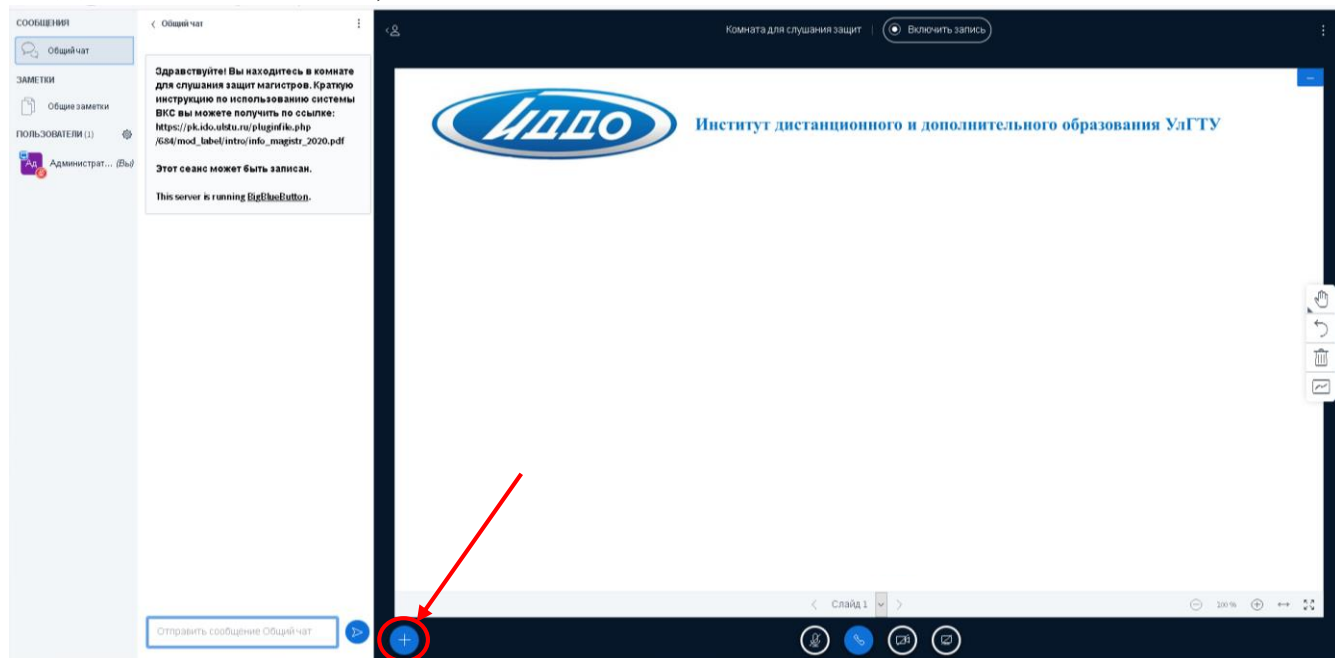 СООБЩЕНИЯ
Общий чат
ЗАМЕТКИ
Общие заметки
ПОЛЬЗОВАТЕЛИ (1)
Ад
Администрат... (Вы)
Общий чат
Здравствуйте! Вы находитесь в комнате
для слушания защит магистров. Краткую
инструкцию по использованию системы
ВКС вы можете получить по ссылке:
https://pk.ido.ulstu.ru/pluginfile.php
/684/mod_label/intro/info_magistr_2020.pdf
Этот сеанс может быть записан.
This server is running BigBlueButton.
Отправить сообщение Общий чат
Комната для слушания защит
Включить запись
ИДДО
Институт дистанционного и дополнительного образования УлГТУ
Слайд 1
200 %